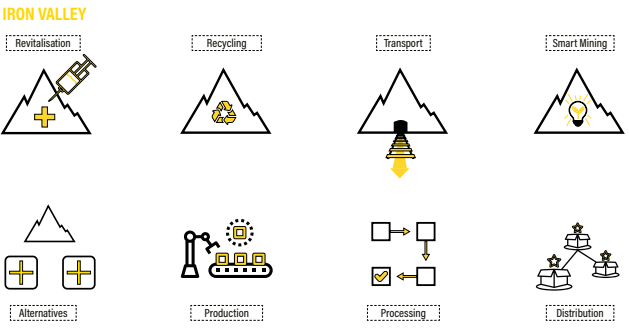 IRON VALLEY
Revitalisation
Recycling
Transport
Smart Mining
Alternatives
Production
Processing
Distribution